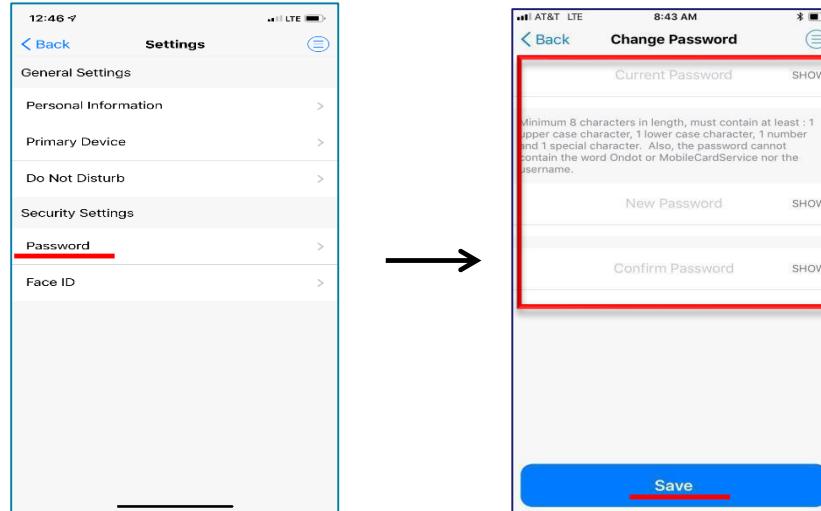 12:46
LTE
Back
Settings
General Settings
Personal Information
Primary Device
Do Not Disturb
Security Settings
Password
Face ID
AT&T LTE
8:43 AM
Back
Change Password
Current Password
SHOW
Minimum 8 characters in length, must contain at least : 1
upper case character, 1 lower case character, 1 number
and 1 special character. Also, the password cannot
contain the word Ondot or MobileCardService nor the
username.
New Password
SHOW
Confirm Password
SHOW
Save